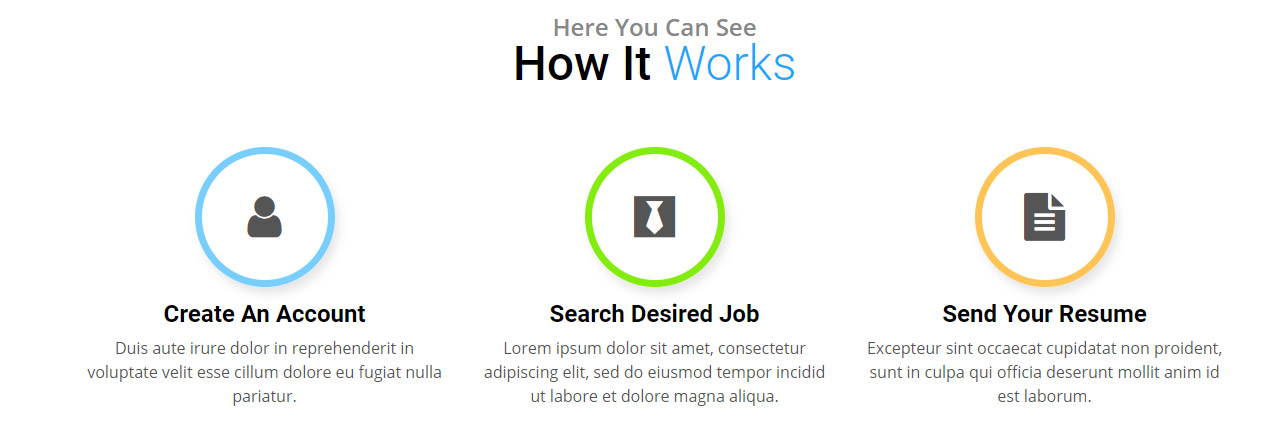 Here You Can See
How It Works
Create An Account
Duis aute irure dolor in reprehenderit in
voluptate velit esse cillum dolore eu fugiat nulla
pariatur.
Search Desired Job
Lorem ipsum dolor sit amet, consectetur
adipiscing elit, sed do eiusmod tempor incidid
ut labore et dolore magna aliqua.
Send Your Resume
Excepteur sint occaecat cupidatat non proident,
sunt in culpa qui officia deserunt mollit anim id
est laborum.